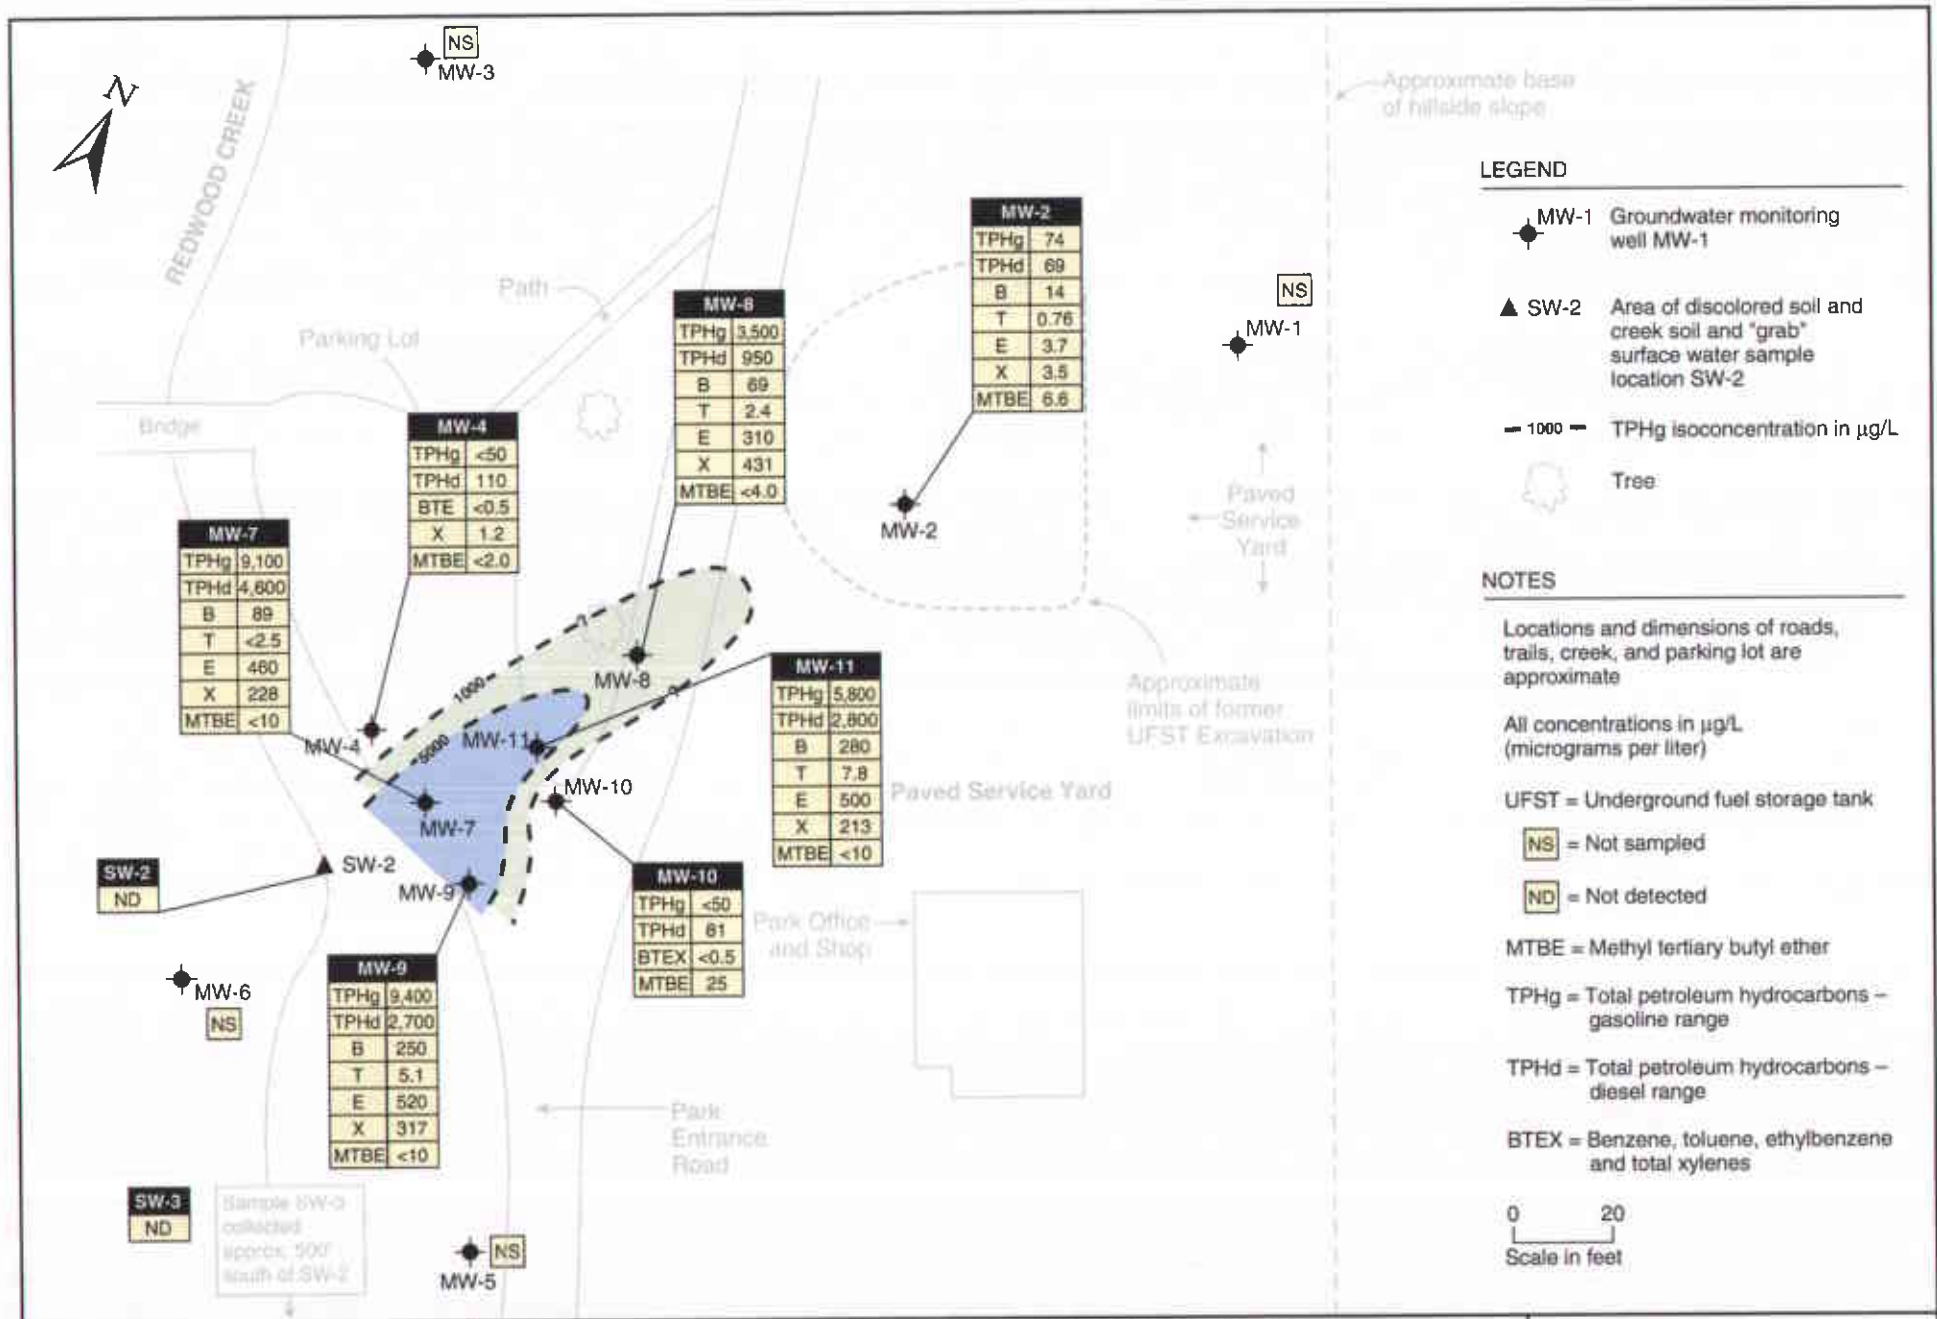 NS
MW-3
N
REDWOOD CREEK
Approximate base
of hillside slope
Path
Parking Lot
Bridge
MW-2
TPHg 74
TPHd 69
B 14
T 0.76
E 3.7
X 3.5
MTBE 6.6
NS
MW-1
MW-8
TPHg 3,500
TPHd 950
B 69
T 2.4
E 310
X 431
MTBE <4.0
MW-4
TPHg <50
TPHd 110
BTE <0.5
X 1.2
MTBE <2.0
MW-7
TPHg 9,100
TPHd 4,600
B 89
T <2.5
E 460
X 228
MTBE <10
MW-2
Paved
Service
Yard
?
MW-8
1000
?
5000
MW-11
MW-4
MW-10
MW-7
MW-11
TPHg 5,800
TPHd 2,800
B 280
T 7.8
E 500
X 213
MTBE <10
Approximate
limits of former
UFST Excavation
Paved Service Yard
SW-2
SW-2
ND
MW-9
MW-10
TPHg <50
TPHd 81
BTEX <0.5
MTBE 25
Park Office
and Shop
MW-6
NS
MW-9
TPHg 9,400
TPHd 2,700
B 250
T 5.1
E 520
X 317
MTBE <10
Park
Entrance
Road
SW-3
ND
Sample SW-3
collected
approx. 500'
south of SW-2
NS
MW-5
LEGEND
MW-1 Groundwater monitoring
well MW-1
SW-2 Area of discolored soil and
creek soil and "grab"
surface water sample
location SW-2
1000 TPHg isoconcentration in µg/L
Tree
NOTES
Locations and dimensions of roads,
trails, creek, and parking lot are
approximate
All concentrations in µg/L
(micrograms per liter)
UFST = Underground fuel storage tank
NS = Not sampled
ND = Not detected
MTBE = Methyl tertiary butyl ether
TPHg = Total petroleum hydrocarbons –
gasoline range
TPHd = Total petroleum hydrocarbons –
diesel range
BTEX = Benzene, toluene, ethylbenzene
and total xylenes
0 20
Scale in feet